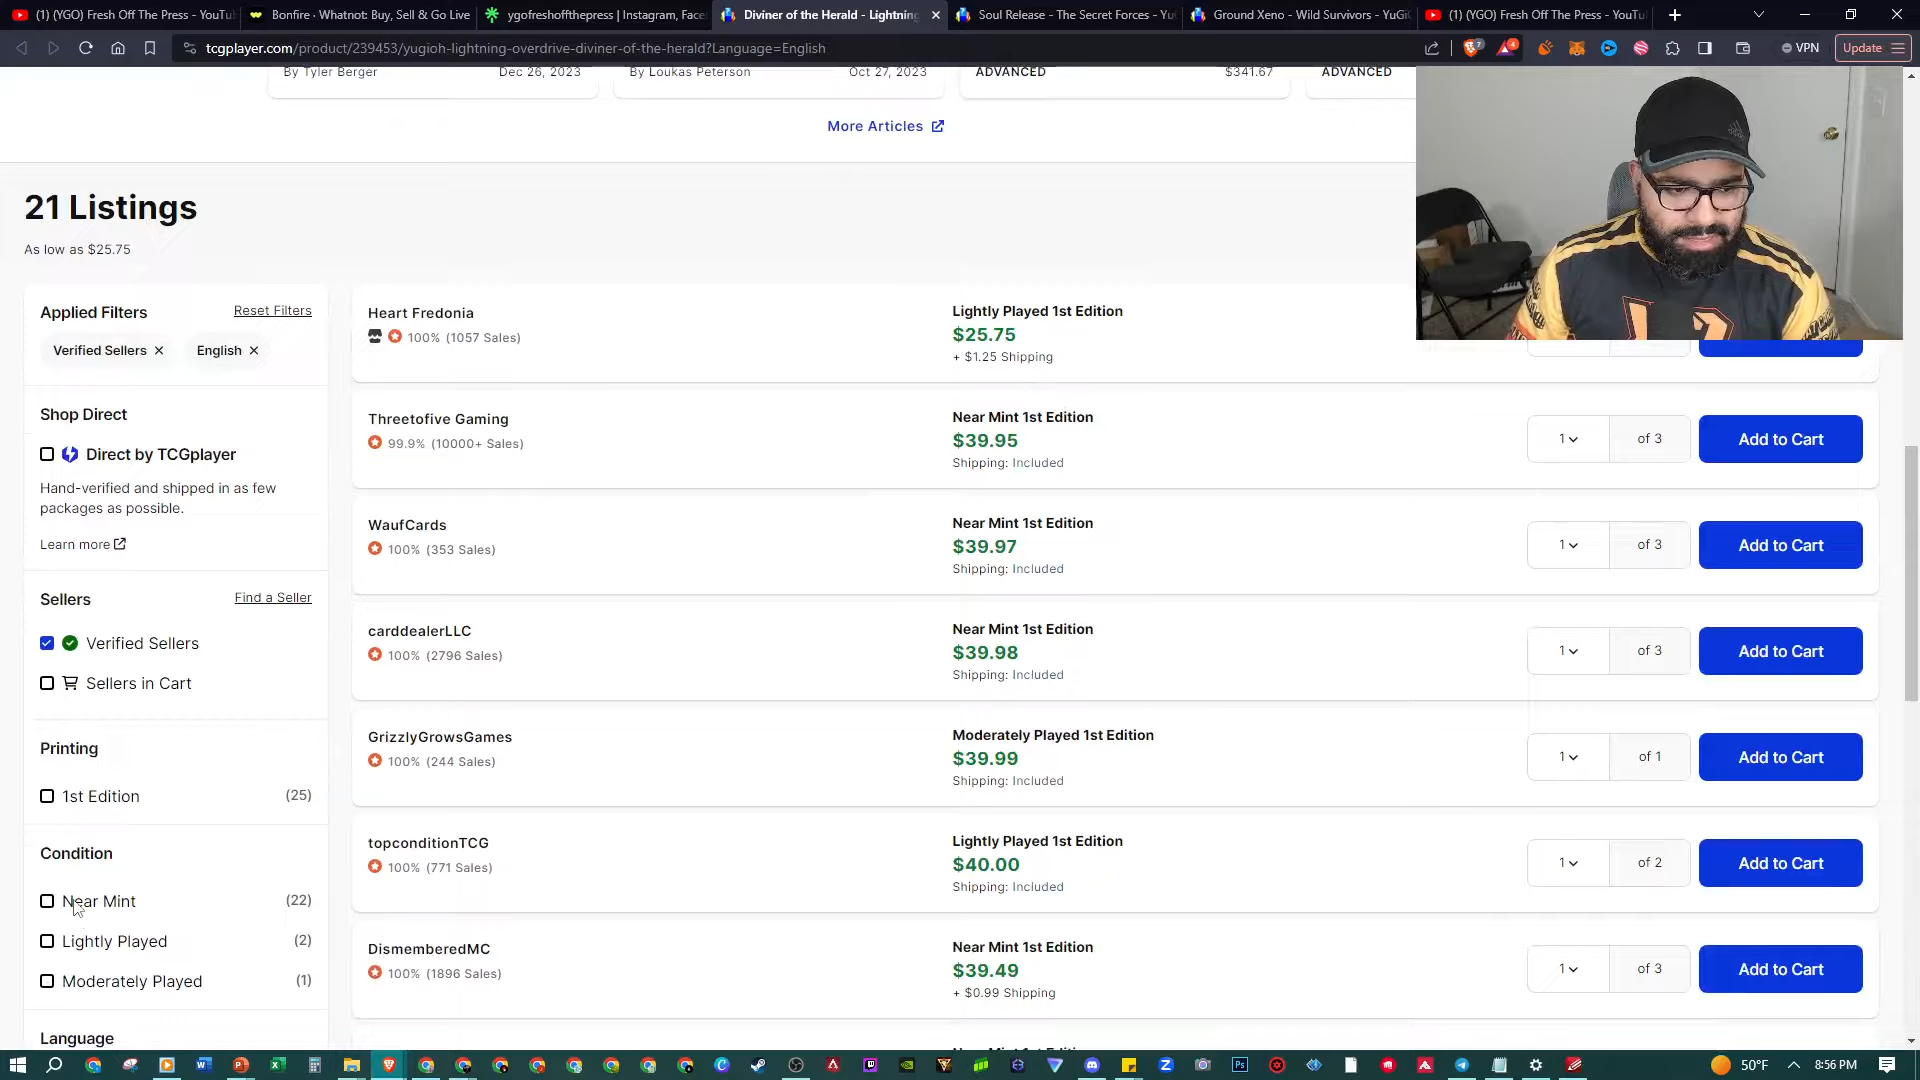 (1) (YGO) Fresh Off The Press - YouTu
Bonfire · Whatnot: Buy, Sell & Go Live
ygofreshoffthepress | Instagram, Face
Diviner of the Herald - Lightning
Soul Release - The Secret Forces - Yu
Ground Xeno - Wild Survivors - YuGi
(1) (YGO) Fresh Off The Press - YouTu
tcgplayer.com/product/239453/yugioh-lightning-overdrive-diviner-of-the-herald?Language=English
7
4
VPN
Update
By Tyler Berger
Dec 26, 2023
By Loukas Peterson
Oct 27, 2023
ADVANCED
$341.67
ADVANCED
More Articles
21 Listings
As low as $25.75
Applied Filters
Reset Filters
Verified Sellers
English
Shop Direct
Direct by TCGplayer
Hand-verified and shipped in as few
packages as possible.
Learn more
Sellers
Find a Seller
Verified Sellers
Sellers in Cart
Printing
1st Edition
(25)
Condition
Near Mint
(22)
Lightly Played
(2)
Moderately Played
(1)
Language
Heart Fredonia
100% (1057 Sales)
Lightly Played 1st Edition
$25.75
+ $1.25 Shipping
Threetofive Gaming
99.9% (10000+ Sales)
Near Mint 1st Edition
$39.95
Shipping: Included
1
of 3
Add to Cart
WaufCards
100% (353 Sales)
Near Mint 1st Edition
$39.97
Shipping: Included
1
of 3
Add to Cart
carddealerLLC
100% (2796 Sales)
Near Mint 1st Edition
$39.98
Shipping: Included
1
of 3
Add to Cart
GrizzlyGrowsGames
100% (244 Sales)
Moderately Played 1st Edition
$39.99
Shipping: Included
1
of 1
Add to Cart
topconditionTCG
100% (771 Sales)
Lightly Played 1st Edition
$40.00
Shipping: Included
1
of 2
Add to Cart
DismemberedMC
100% (1896 Sales)
Near Mint 1st Edition
$39.49
+ $0.99 Shipping
1
of 3
Add to Cart
50°F
8:56 PM